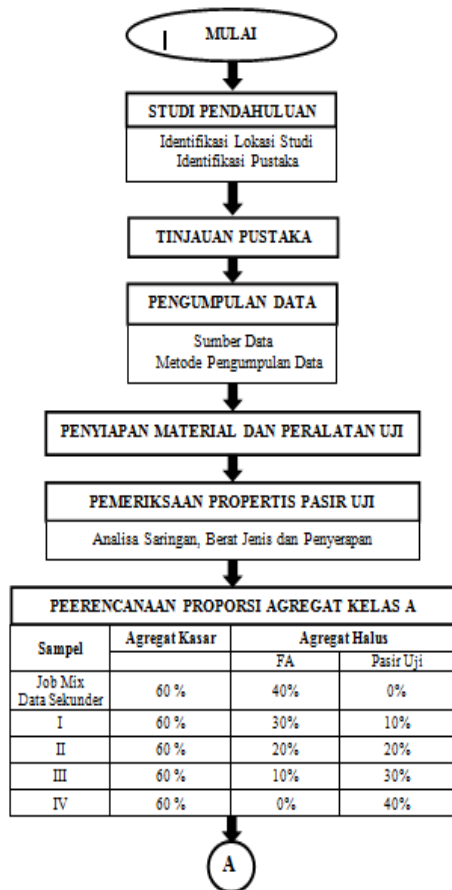 MULAI
STUDI PENDAHULUAN
Identifikasi Lokasi Studi
Identifikasi Pustaka
TINJAUAN PUSTAKA
PENGUMPULAN DATA
Sumber Data
Metode Pengumpulan Data
PENYIAPAN MATERIAL DAN PERALATAN UJI
PEMERIKSAAN PROPERTIS PASIR UJI
Analisa Saringan, Berat Jenis dan Penyerapan
PEERENCANAAN PROPORSI AGREGAT KELAS A
Sampel Agregat Kasar Agregat Halus
FA Pasir Uji
Job Mix
Data Sekunder 60 % 40% 0%
I 60 % 30% 10%
II 60 % 20% 20%
III 60 % 10% 30%
IV 60 % 0% 40%
A